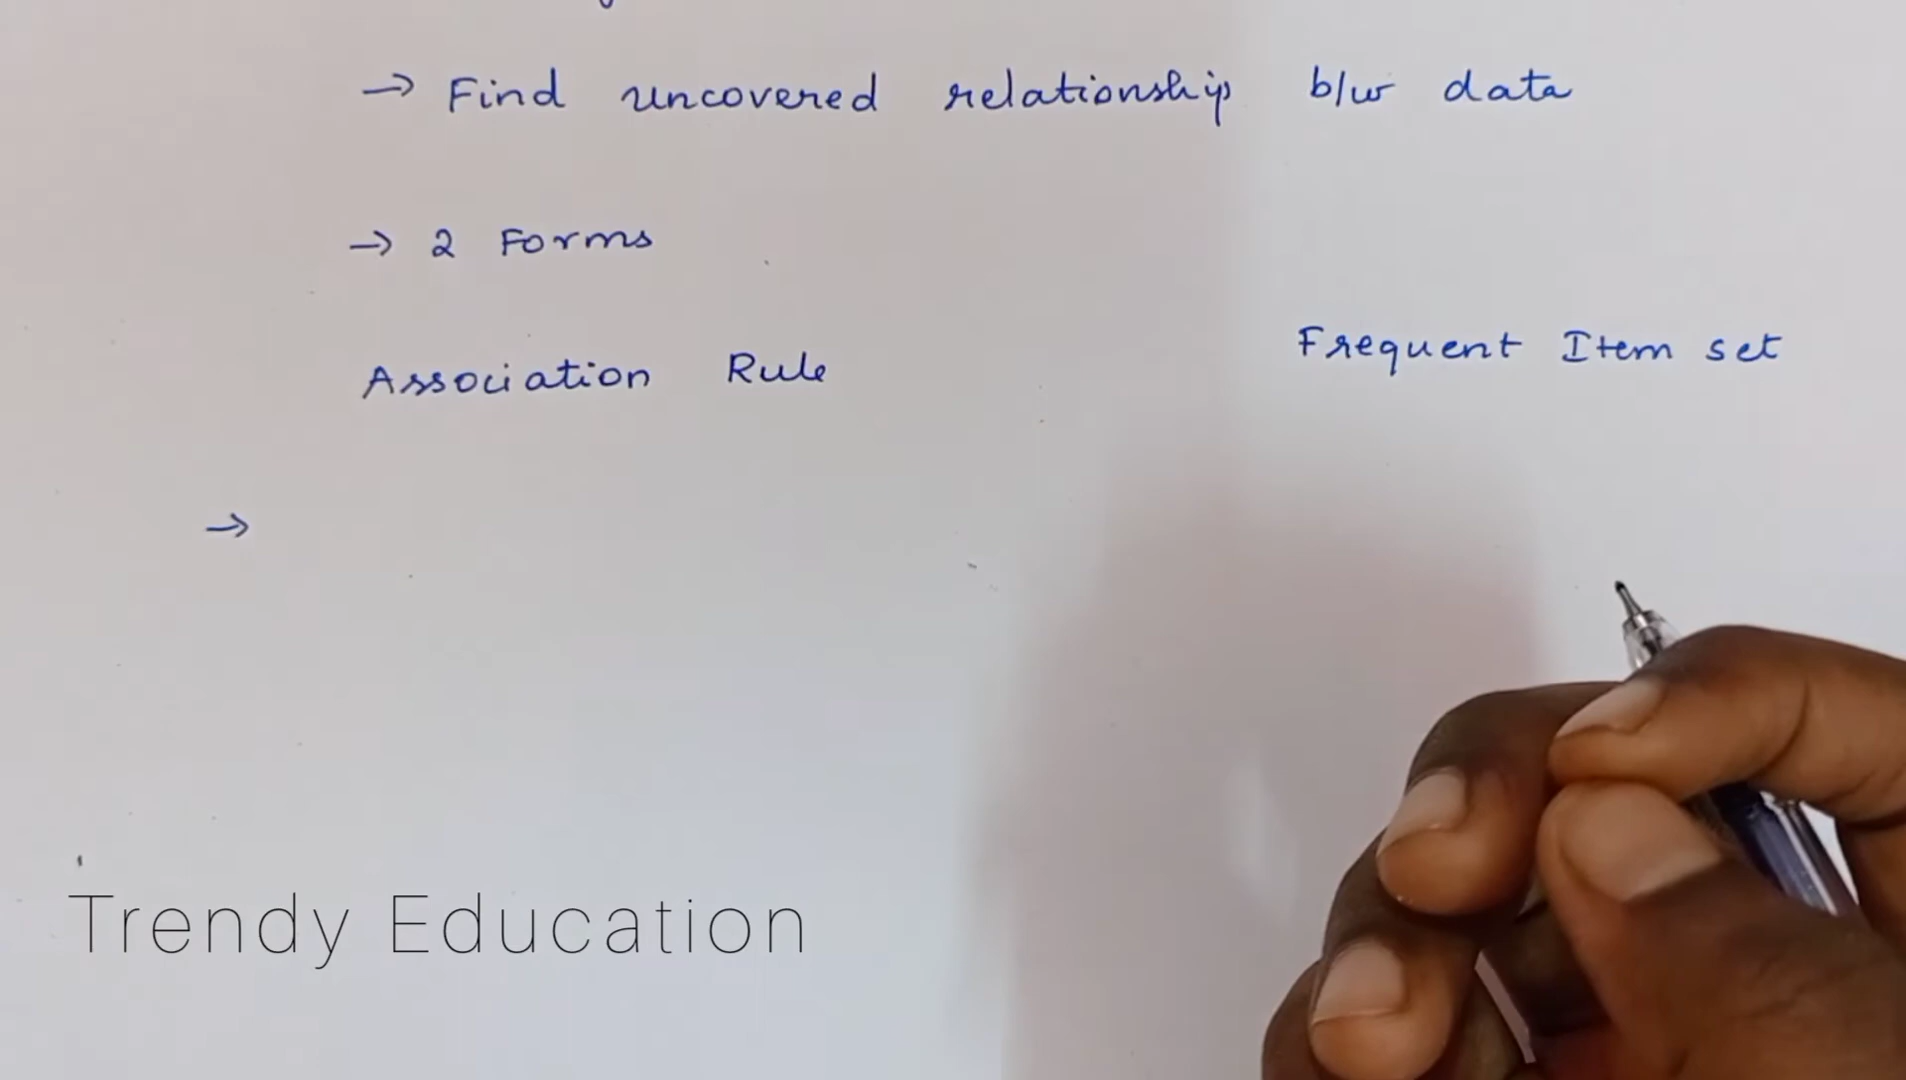 → Find uncovered relationship b/w data
→ 2 Forms
Association Rule
Frequent Item set
→
Trendy Education